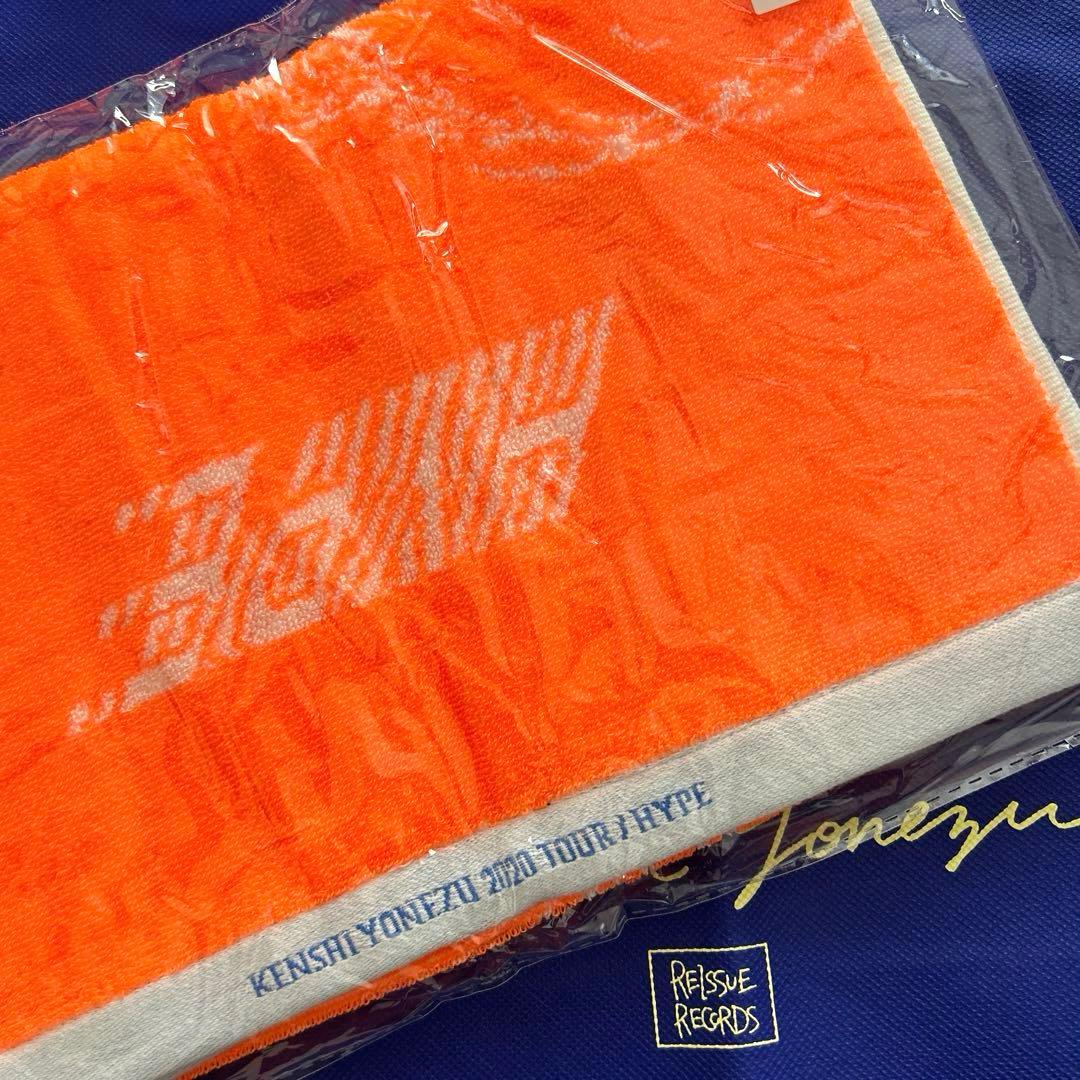 KENSHI YONEZU 2020 TOUR / HYPE
Yonezu
REISSUE
RECORDS